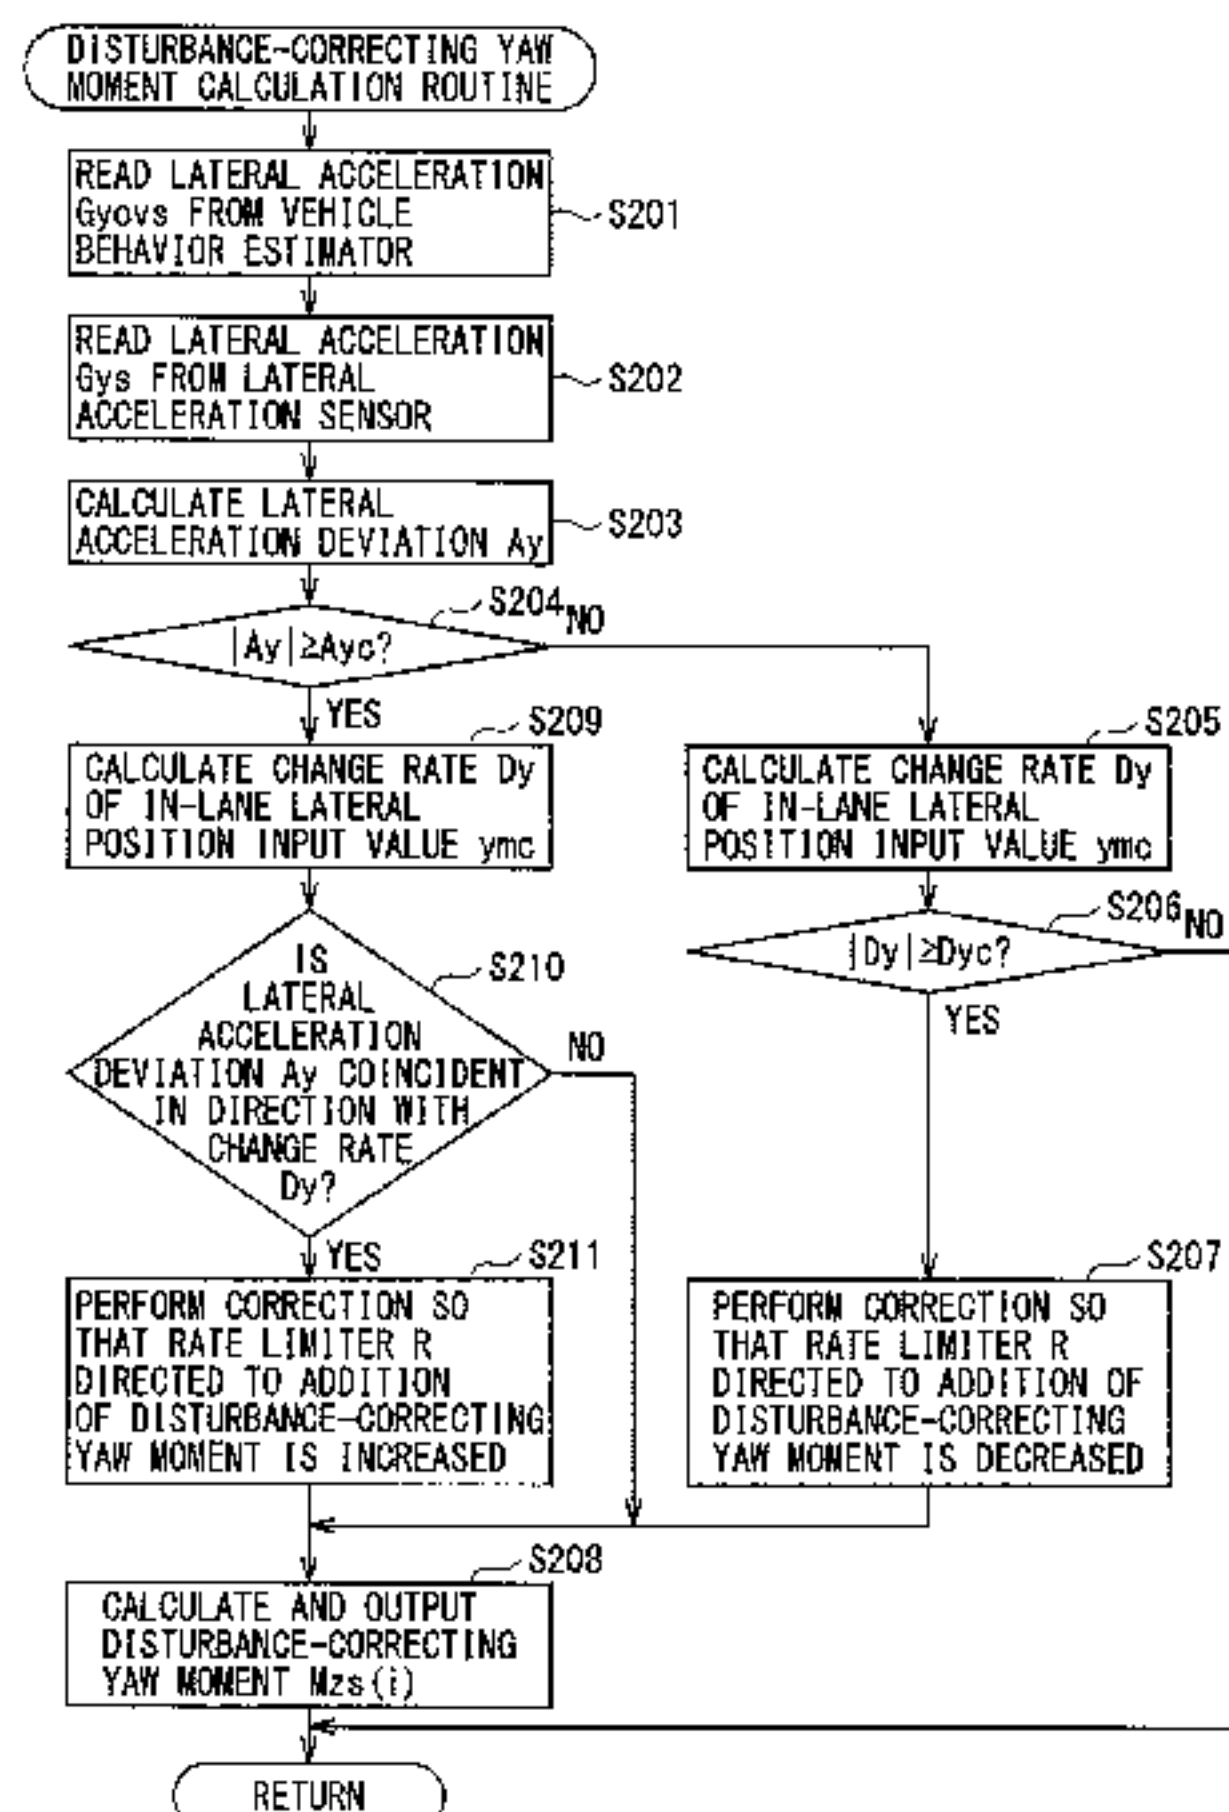 DISTURBANCE-CORRECTING YAW
MOMENT CALCULATION ROUTINE
READ LATERAL ACCELERATION
Gyovs FROM VEHICLE
BEHAVIOR ESTIMATOR
S201
READ LATERAL ACCELERATION
Gys FROM LATERAL
ACCELERATION SENSOR
S202
CALCULATE LATERAL
ACCELERATION DEVIATION Ay
S203
|Ay|≥Ayc?
S204
NO
YES
CALCULATE CHANGE RATE Dy
OF IN-LANE LATERAL
POSITION INPUT VALUE ymc
S209
CALCULATE CHANGE RATE Dy
OF IN-LANE LATERAL
POSITION INPUT VALUE ymc
S205
|Dy|≥Dyc?
S206
NO
YES
IS
LATERAL
ACCELERATION
DEVIATION Ay COINCIDENT
IN DIRECTION WITH
CHANGE RATE
Dy?
S210
NO
YES
PERFORM CORRECTION SO
THAT RATE LIMITER R
DIRECTED TO ADDITION
OF DISTURBANCE-CORRECTING
YAW MOMENT IS INCREASED
S211
PERFORM CORRECTION SO
THAT RATE LIMITER R
DIRECTED TO ADDITION OF
DISTURBANCE-CORRECTING
YAW MOMENT IS DECREASED
S207
CALCULATE AND OUTPUT
DISTURBANCE-CORRECTING
YAW MOMENT Mzs(i)
S208
RETURN